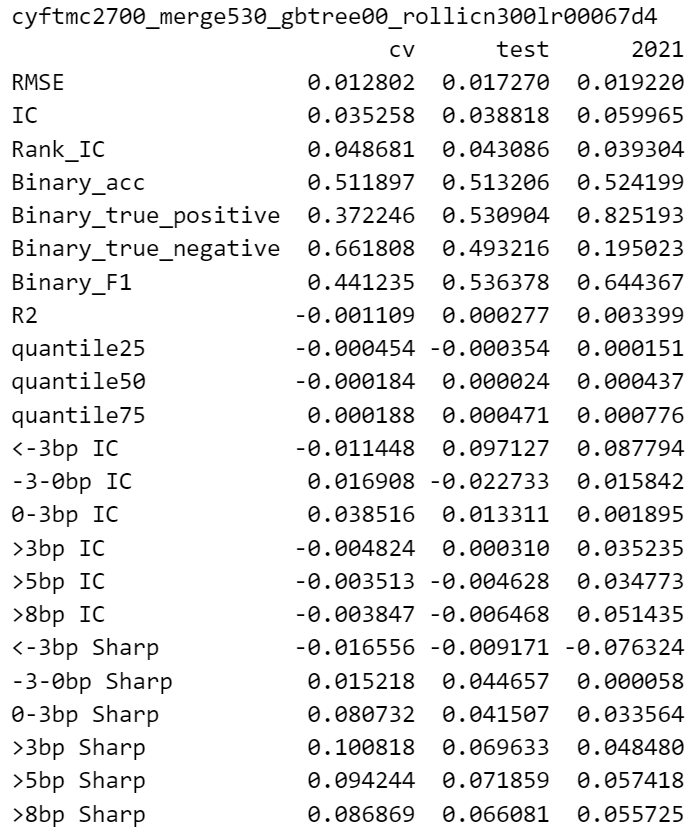 cyftmc2700_merge530_gbtree00_rollicn300lr00067d4
cv test 2021
RMSE 0.012802 0.017270 0.019220
IC 0.035258 0.038818 0.059965
Rank_IC 0.048681 0.043086 0.039304
Binary_acc 0.511897 0.513206 0.524199
Binary_true_positive 0.372246 0.530904 0.825193
Binary_true_negative 0.661808 0.493216 0.195023
Binary_F1 0.441235 0.536378 0.644367
R2 -0.001109 0.000277 0.003399
quantile25 -0.000454 -0.000354 0.000151
quantile50 -0.000184 0.000024 0.000437
quantile75 0.000188 0.000471 0.000776
<-3bp IC -0.011448 0.097127 0.087794
-3-0bp IC 0.016908 -0.022733 0.015842
0-3bp IC 0.038516 0.013311 0.001895
>3bp IC -0.004824 0.000310 0.035235
>5bp IC -0.003513 -0.004628 0.034773
>8bp IC -0.003847 -0.006468 0.051435
<-3bp Sharp -0.016556 -0.009171 -0.076324
-3-0bp Sharp 0.015218 0.044657 0.000058
0-3bp Sharp 0.080732 0.041507 0.033564
>3bp Sharp 0.100818 0.069633 0.048480
>5bp Sharp 0.094244 0.071859 0.057418
>8bp Sharp 0.086869 0.066081 0.055725